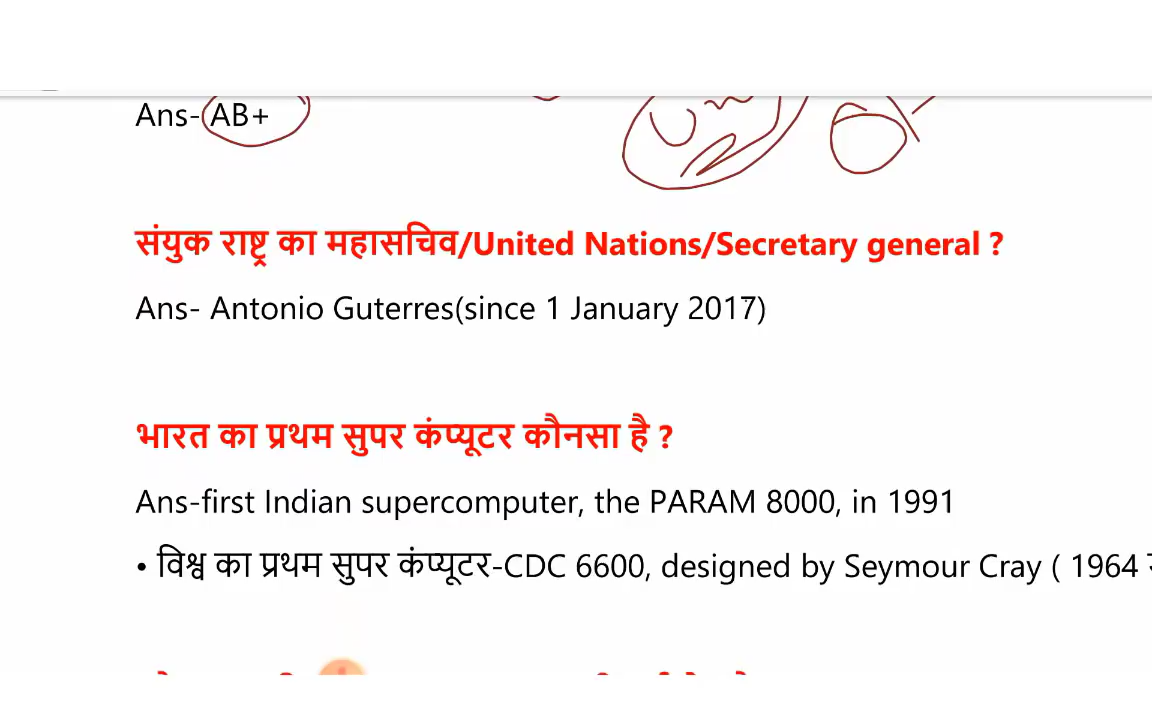 Ans-AB+
संयुक राष्ट्र का महासचिव/United Nations/Secretary general ?
Ans- Antonio Guterres(since 1 January 2017)
भारत का प्रथम सुपर कंप्यूटर कौनसा है ?
Ans-first Indian supercomputer, the PARAM 8000, in 1991
• विश्व का प्रथम सुपर कंप्यूटर-CDC 6600, designed by Seymour Cray ( 1964